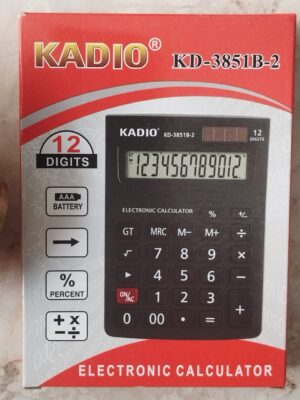 KADIO®
KD-3851B-2
12
DIGITS
AAA
BATTERY
%
PERCENT
+ ×
- ÷
KADIO KD-3851B-2
12
DIGITS
123456789012
ELECTRONIC CALCULATOR % +/-
GT MRC M- M+ ÷
√ 7 8 9 ×
▶ 4 5 6 -
ON/AC 1 2 3 +
0 00 • =
ELECTRONIC CALCULATOR